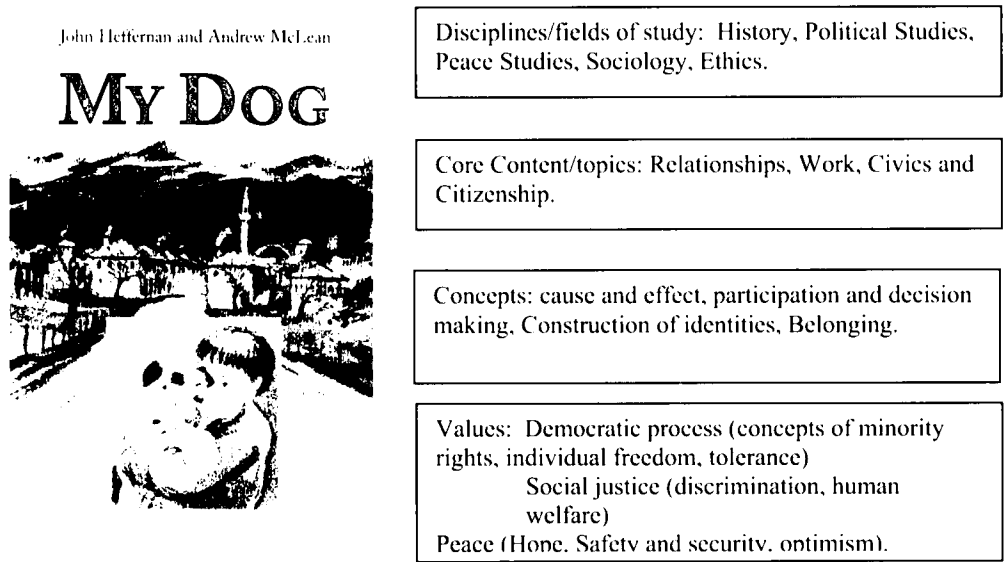 John Heffernan and Andrew McLean
MY DOG
Disciplines/fields of study: History, Political Studies,
Peace Studies, Sociology, Ethics.
Core Content/topics: Relationships, Work, Civics and
Citizenship.
Concepts: cause and effect, participation and decision
making, Construction of identities, Belonging.
Values: Democratic process (concepts of minority
rights, individual freedom, tolerance)
Social justice (discrimination, human
welfare)
Peace (Hope, Safety and security, optimism).